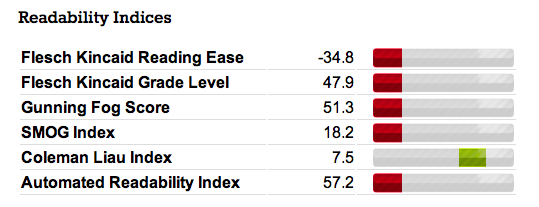 Readability Indices
Flesch Kincaid Reading Ease -34.8
Flesch Kincaid Grade Level 47.9
Gunning Fog Score 51.3
SMOG Index 18.2
Coleman Liau Index 7.5
Automated Readability Index 57.2